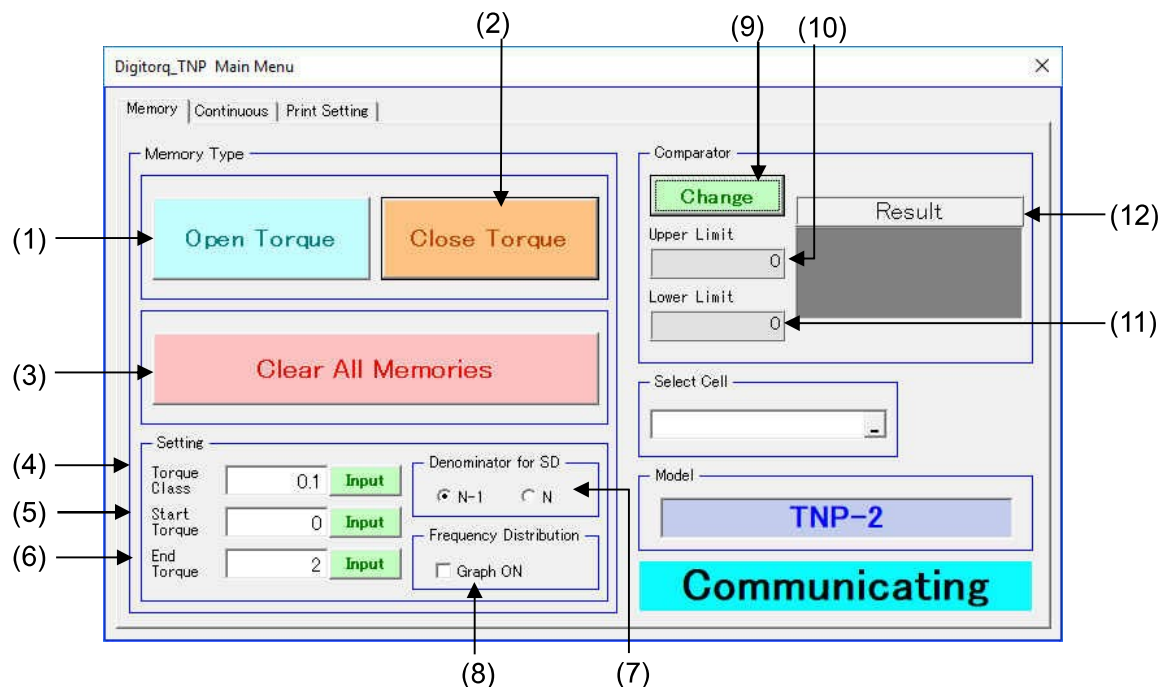 (2)
(9)
(10)
Digitorq_TNP Main Menu
Memory
Continuous
Print Setting
Memory Type
Comparator
(1)
Open Torque
Close Torque
Change
Result
(12)
Upper Limit
0
Lower Limit
0
(11)
(3)
Clear All Memories
Select Cell
Setting
(4)
Torque
Class
0.1
Input
Denominator for SD
N-1
N
Model
(5)
Start
Torque
0
Input
TNP-2
(6)
End
Torque
2
Input
Frequency Distribution
Graph ON
Communicating
(8)
(7)